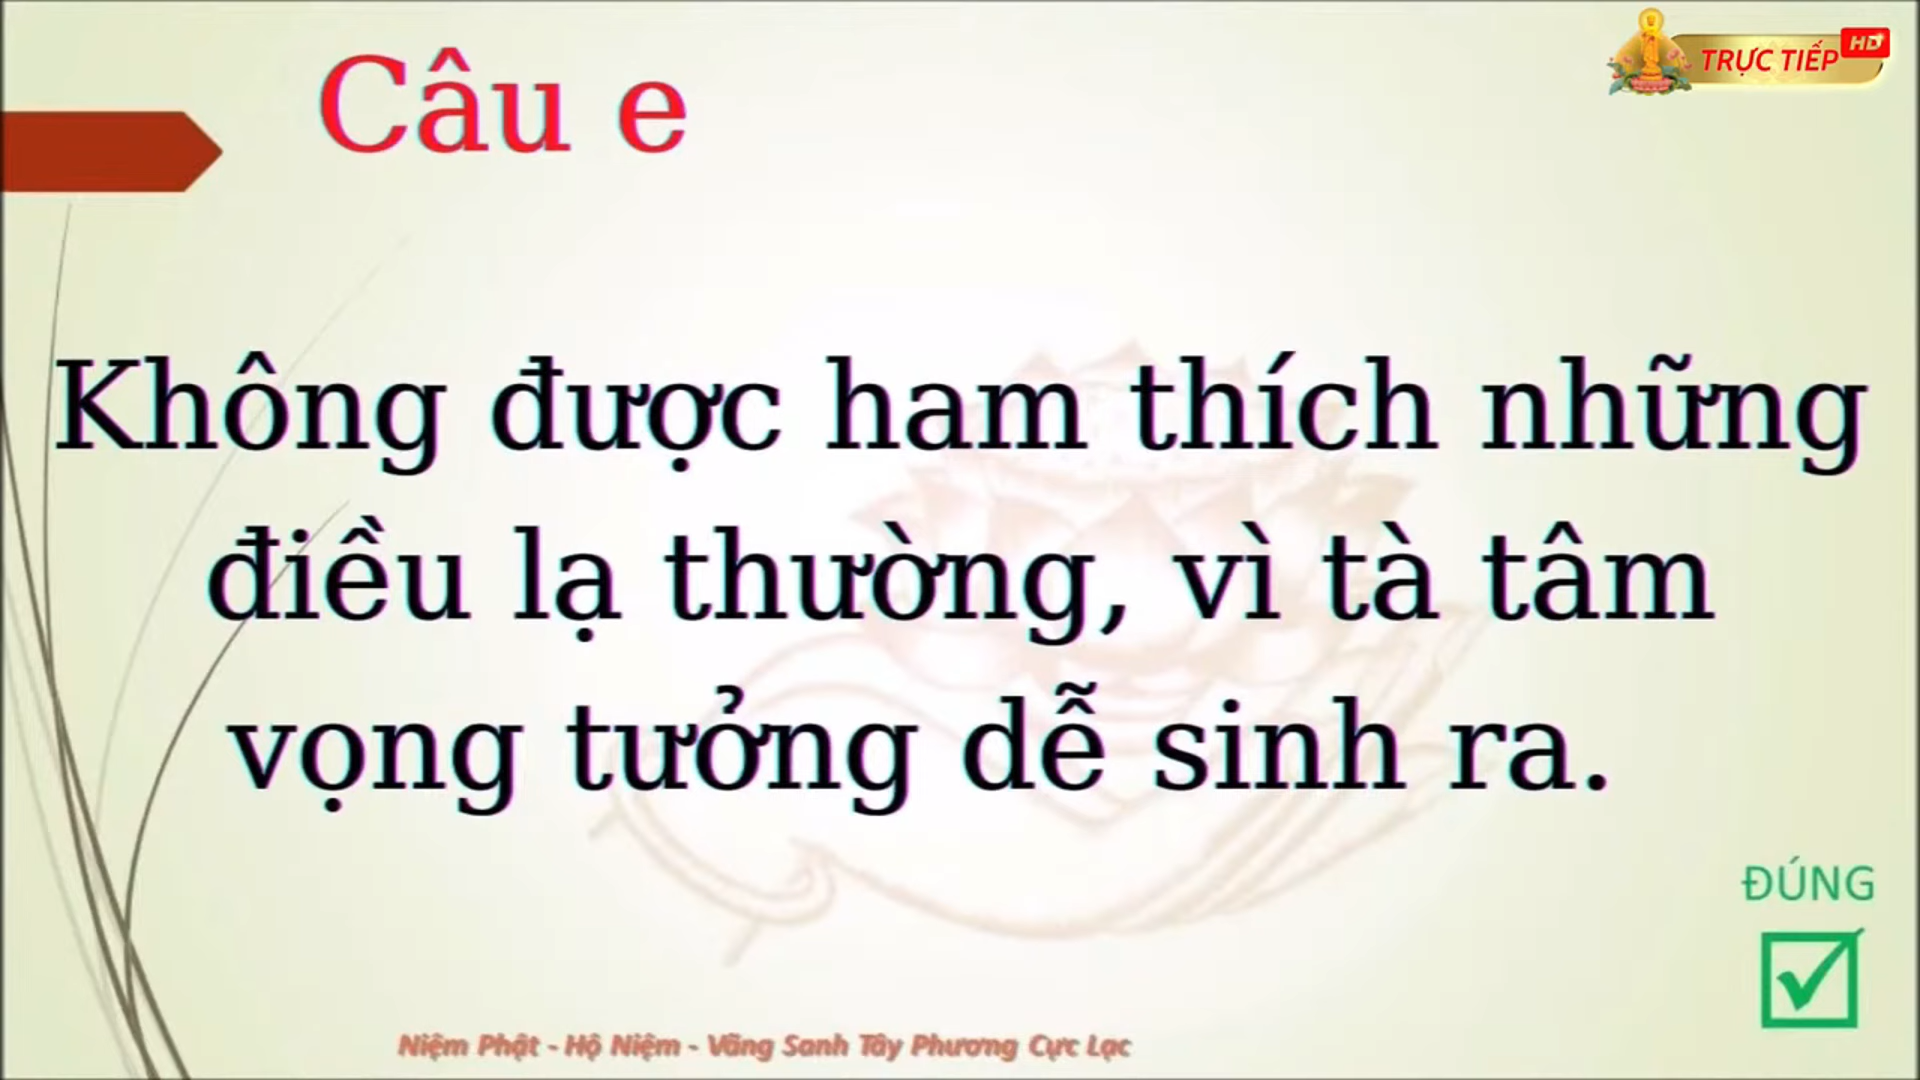 Câu e
TRỰC TIẾP
HD
Không được ham thích những
điều lạ thường, vì tà tâm
vọng tưởng dễ sinh ra.
ĐÚNG
Niệm Phật - Hộ Niệm - Vãng Sanh Tây Phương Cực Lạc